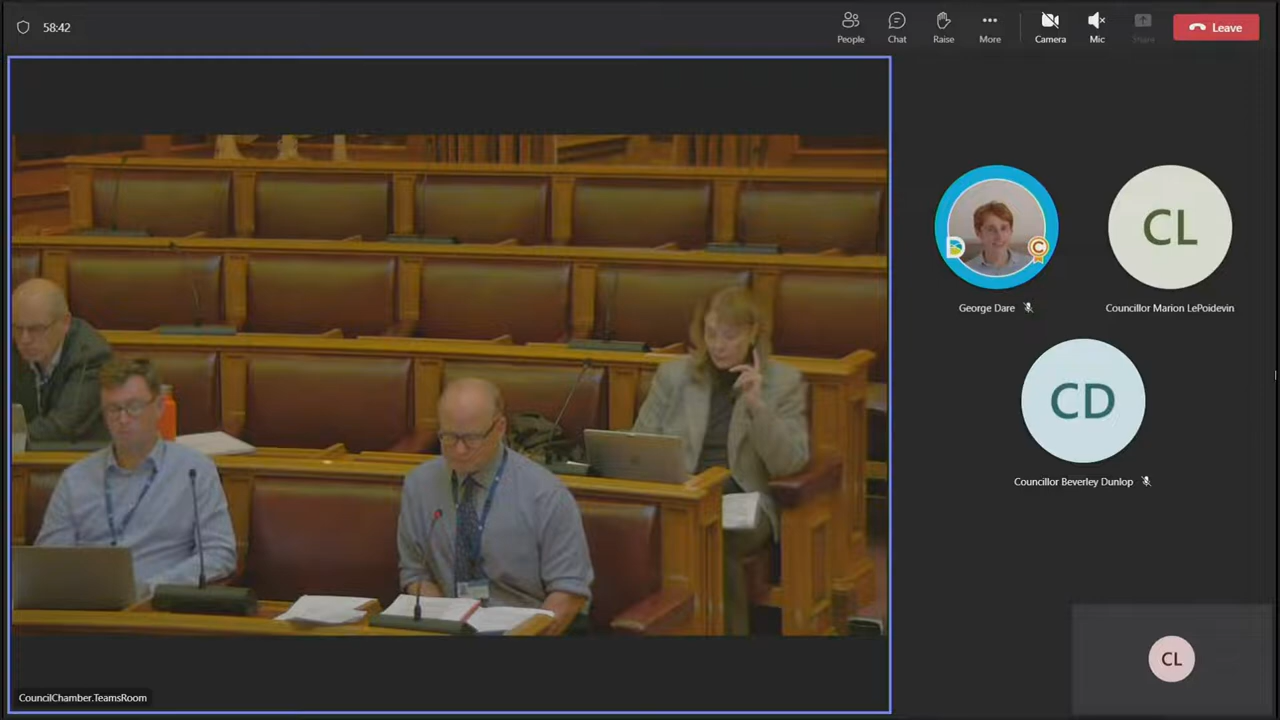 58:42
People
Chat
Raise
More
Camera
Mic
Share
Leave
George Dare
CL
Councillor Marion LePoidevin
CD
Councillor Beverley Dunlop
CL
CouncilChamber.TeamsRoom